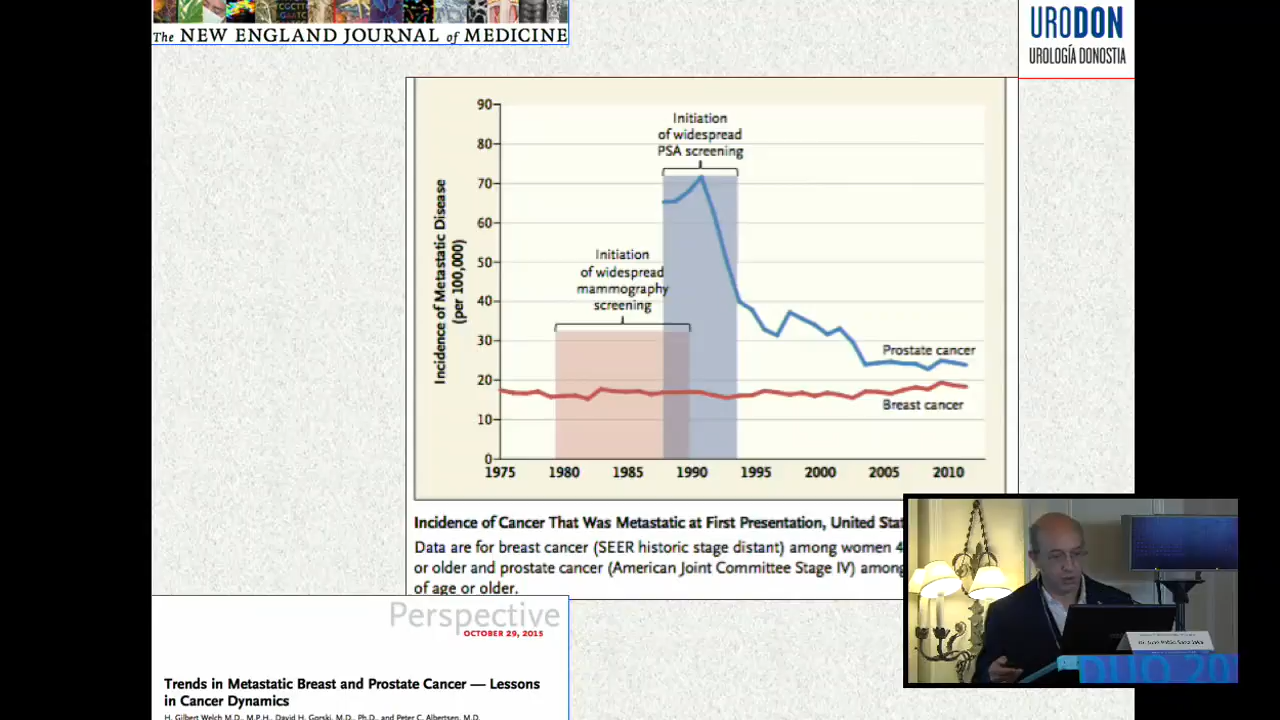 The NEW ENGLAND JOURNAL of MEDICINE
URODON
UROLOGÍA DONOSTIA
90
80
70
60
50
40
30
20
10
0
Incidence of Metastatic Disease
(per 100,000)
Initiation
of widespread
PSA screening
Initiation
of widespread
mammography
screening
Prostate cancer
Breast cancer
1975 1980 1985 1990 1995 2000 2005 2010
Incidence of Cancer That Was Metastatic at First Presentation, United Stat
Data are for breast cancer (SEER historic stage distant) among women 4
or older and prostate cancer (American Joint Committee Stage IV) among
of age or older.
Perspective
OCTOBER 29, 2015
Trends in Metastatic Breast and Prostate Cancer — Lessons
in Cancer Dynamics
H. Gilbert Welch M.D., M.P.H., David H. Gorski, M.D., Ph.D., and Peter C. Albertsen, M.D.
DUO 20